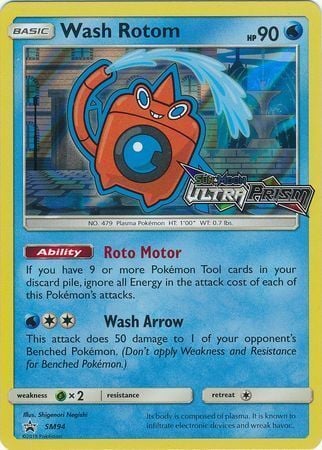 BASIC
Wash Rotom
HP 90
Sun & Moon
ULTRA PRISM
NO. 479 Plasma Pokémon HT: 1'00" WT: 0.7 lbs.
Ability Roto Motor
If you have 9 or more Pokémon Tool cards in your
discard pile, ignore all Energy in the attack cost of each
of this Pokémon's attacks.
Wash Arrow
This attack does 50 damage to 1 of your opponent's
Benched Pokémon. (Don't apply Weakness and Resistance
for Benched Pokémon.)
weakness ×2 resistance retreat
Illus. Shigenori Negishi
Its body is composed of plasma. It is known to
infiltrate electronic devices and wreak havoc.
SM94
©2018 Pokémon
PROMO